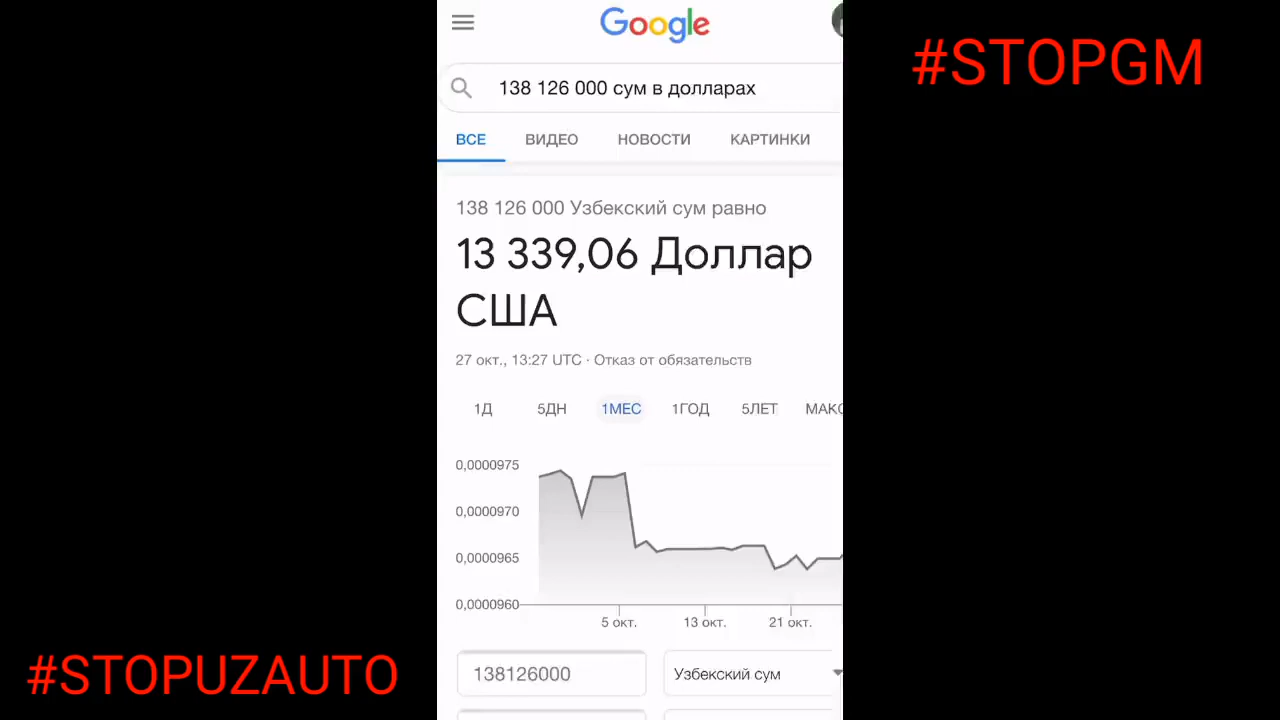 Google
#STOPGM
138 126 000 сум в долларах
ВСЕ ВИДЕО НОВОСТИ КАРТИНКИ
138 126 000 Узбекский сум равно
13 339,06 Доллар
США
27 окт., 13:27 UTC · Отказ от обязательств
1Д 5ДН 1МЕС 1ГОД 5ЛЕТ МАКС
0,0000975
0,0000970
0,0000965
0,0000960
5 окт. 13 окт. 21 окт.
138126000 Узбекский сум
#STOPUZAUTO